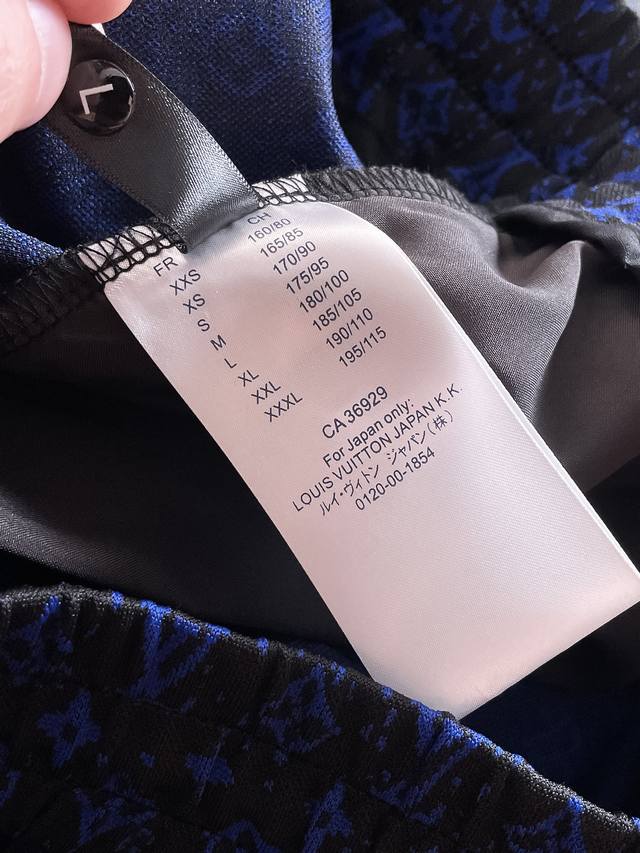 L
FR CH
XXS 160/80
XS 165/85
S 170/90
M 175/95
L 180/100
XL 185/105
XXL 190/110
XXXL 195/115
CA 36929
For Japan only:
LOUIS VUITTON JAPAN K.K.
ルイ・ヴィトン ジャパン(株)
0120-00-1854